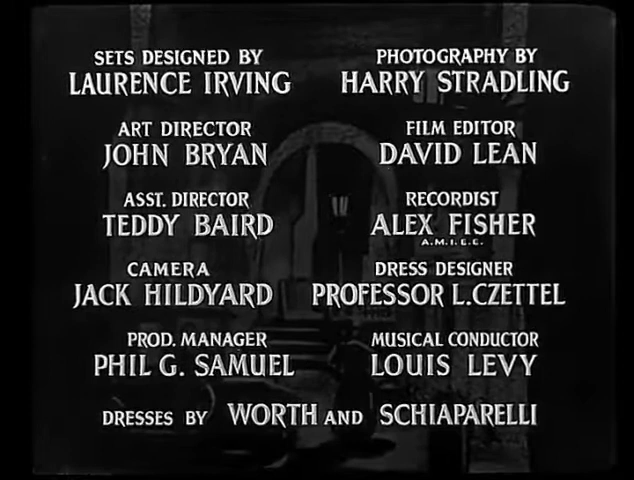 SETS DESIGNED BY
LAURENCE IRVING
PHOTOGRAPHY BY
HARRY STRADLING
ART DIRECTOR
JOHN BRYAN
FILM EDITOR
DAVID LEAN
ASST. DIRECTOR
TEDDY BAIRD
RECORDIST
ALEX FISHER
A.M.I.E.E.
CAMERA
JACK HILDYARD
DRESS DESIGNER
PROFESSOR L. CZETTEL
PROD. MANAGER
PHIL G. SAMUEL
MUSICAL CONDUCTOR
LOUIS LEVY
DRESSES BY WORTH AND SCHIAPARELLI